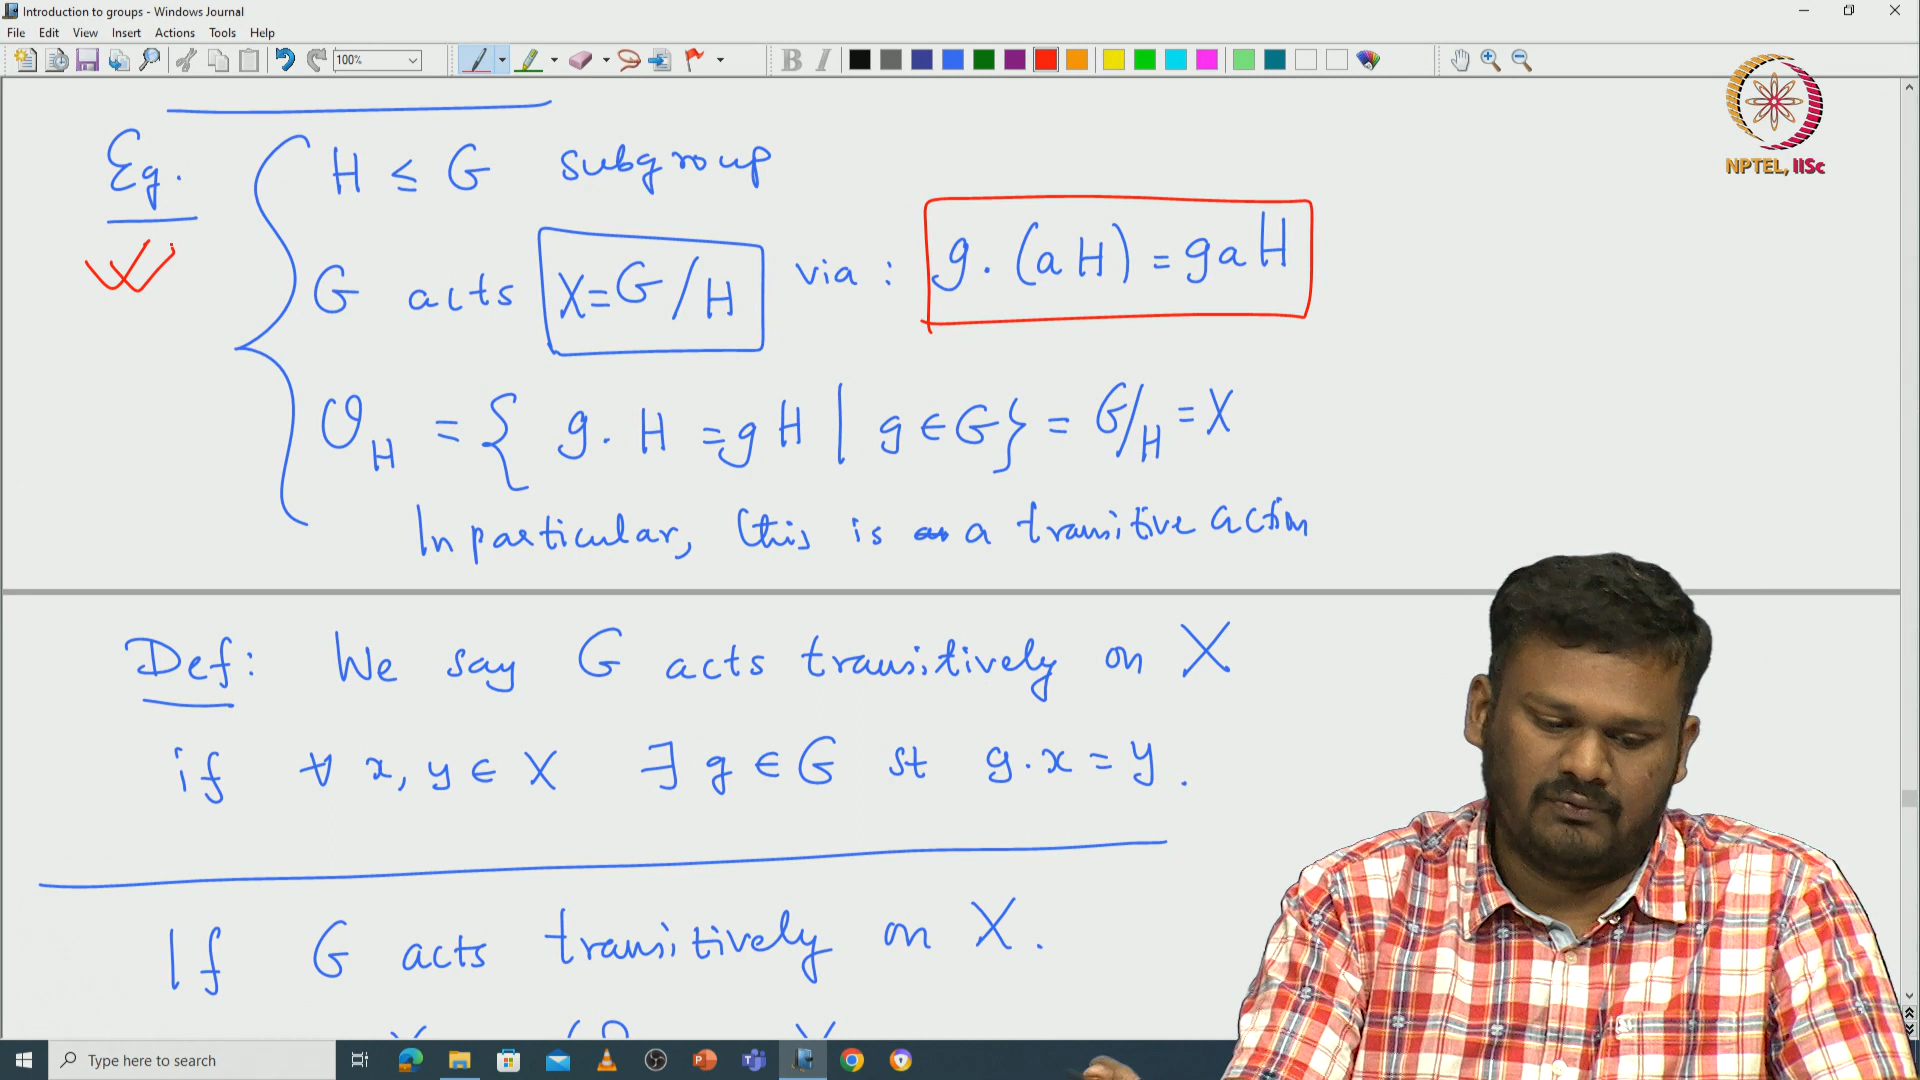 Introduction to groups - Windows Journal
File Edit View Insert Actions Tools Help
100% B I
NPTEL, IISc
Eg. H ≤ G subgroup
G acts X=G/H via : g.(aH) = gaH
O_H = { g. H = gH | g ∈ G} = G/H = X
In particular, this is a transitive action
Def: We say G acts transitively on X
if ∀ x, y ∈ X ∃ g ∈ G st g.x = y.
If G acts transitively on X.
Type here to search